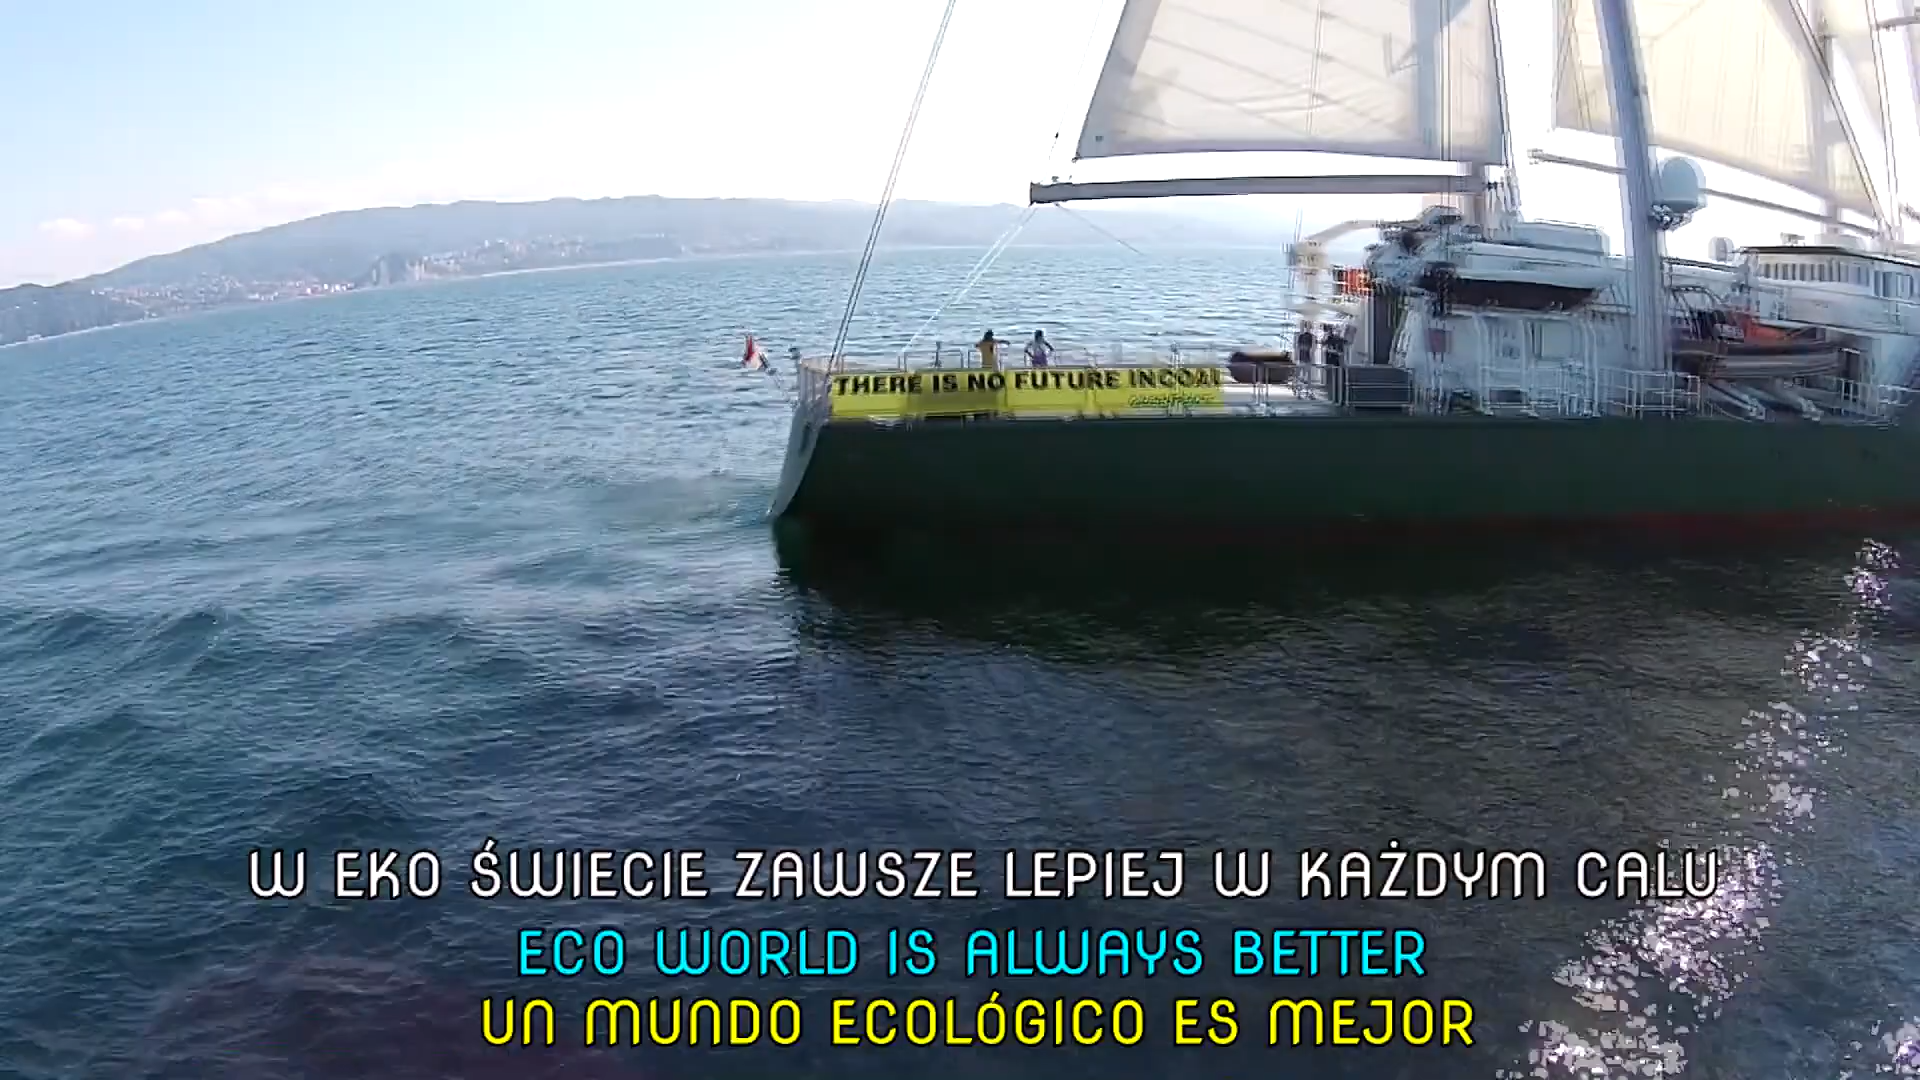 THERE IS NO FUTURE IN COAL
GREENPEACE
W EKO ŚWIECIE ZAWSZE LEPIEJ W KAŻDYM CALU
ECO WORLD IS ALWAYS BETTER
UN MUNDO ECOLÓGICO ES MEJOR